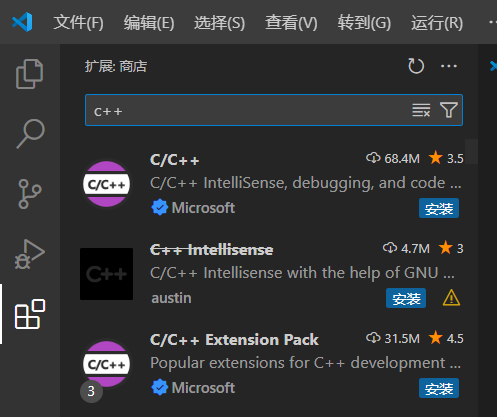 文件(F) 编辑(E) 选择(S) 查看(V) 转到(G) 运行(R) ...
扩展: 商店
c++
C/C++ 68.4M 3.5
C/C++ IntelliSense, debugging, and code ...
Microsoft 安装
C++ Intellisense 4.7M 3
C/C++ Intellisense with the help of GNU ...
austin 安装
C/C++ Extension Pack 31.5M 4.5
Popular extensions for C++ development ...
Microsoft 安装
C/C++
C++
C/C++
3